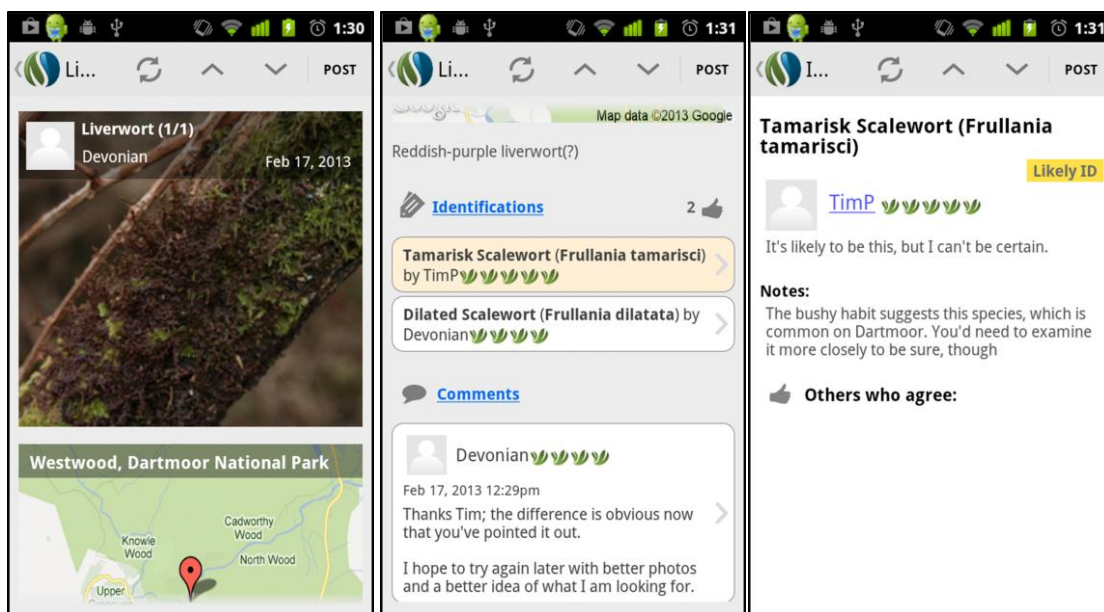 1:30
Li...
POST
Liverwort (1/1)
Devonian
Feb 17, 2013
Westwood, Dartmoor National Park
Cadworthy
Wood
Knowle
Wood
North Wood
Upper
1:31
Li...
POST
Map data ©2013 Google
Reddish-purple liverwort(?)
Identifications
2
Tamarisk Scalewort (Frullania tamarisci)
by TimP
Dilated Scalewort (Frullania dilatata) by
Devonian
Comments
Devonian
Feb 17, 2013 12:29pm
Thanks Tim; the difference is obvious now
that you've pointed it out.
I hope to try again later with better photos
and a better idea of what I am looking for.
1:31
I...
POST
Tamarisk Scalewort (Frullania
tamarisci)
Likely ID
TimP
It's likely to be this, but I can't be certain.
Notes:
The bushy habit suggests this species, which is
common on Dartmoor. You'd need to examine
it more closely to be sure, though
Others who agree: